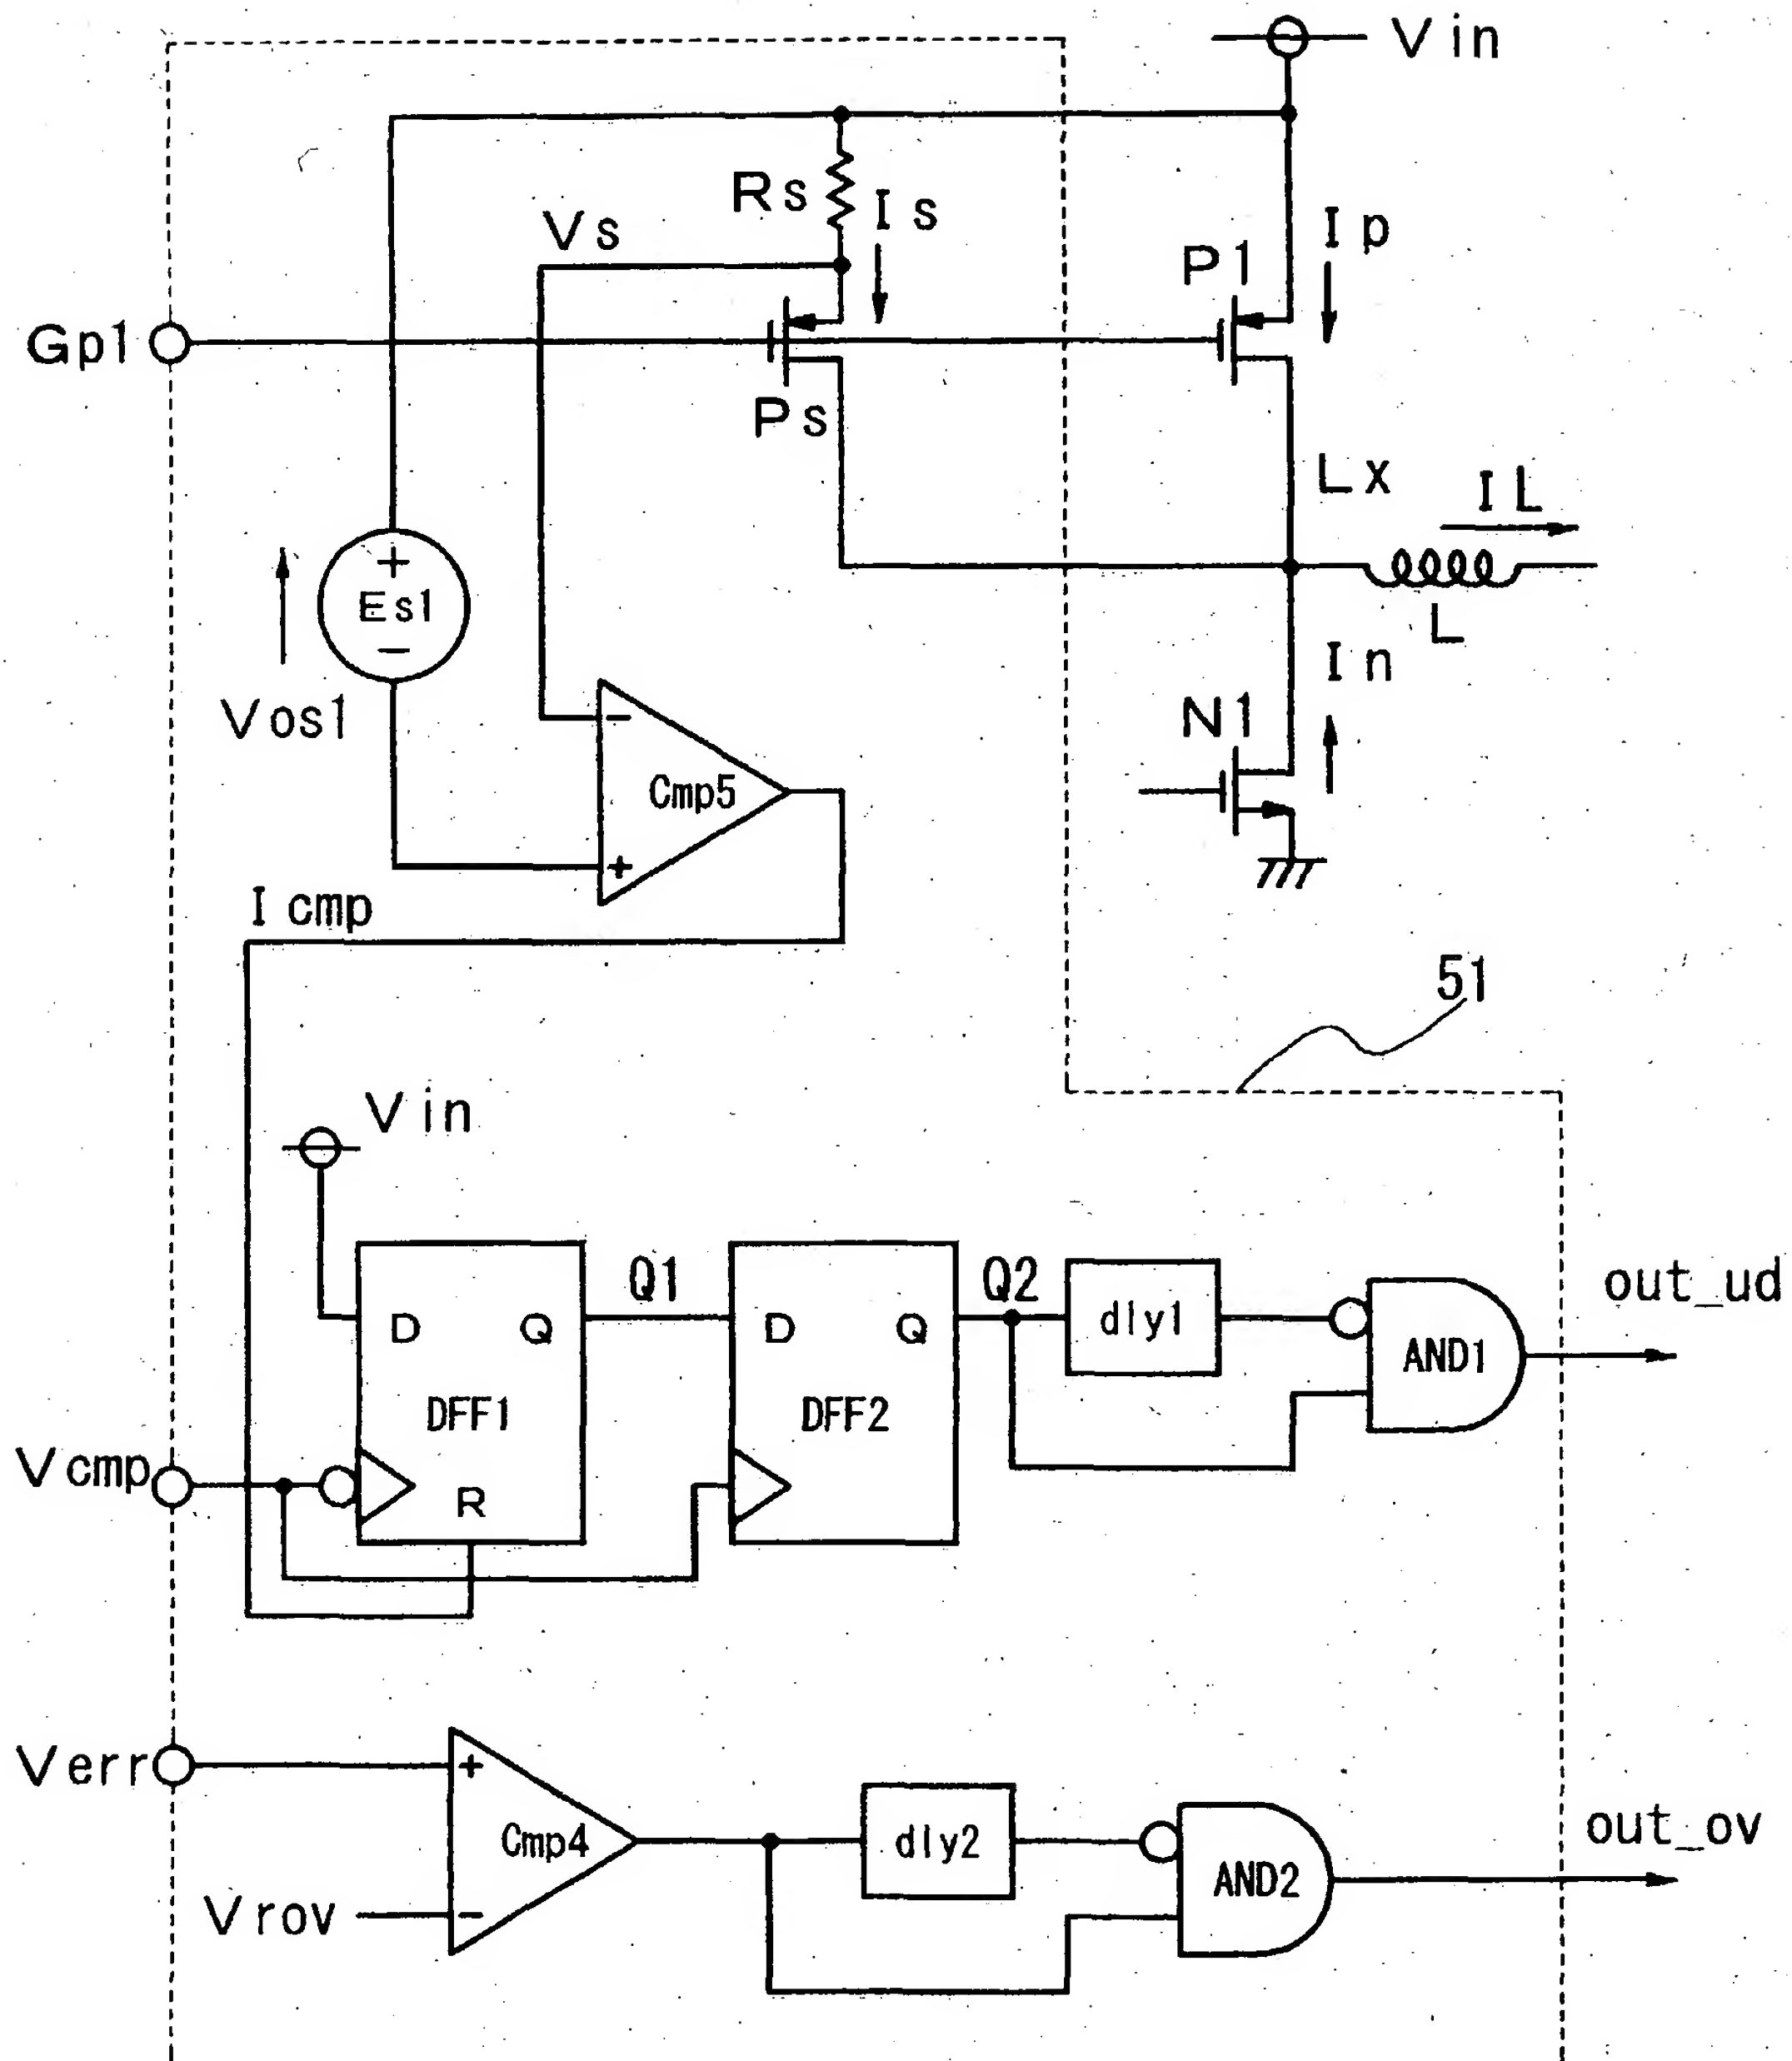 Vin
Rs
Is
Vs
Ip
P1
Gp1
Ps
Lx
IL
+
Es1
−
L
Vos1
In
N1
−
Cmp5
+
Icmp
51
Vin
Q1
Q2
out_ud
D
Q
D
Q
dly1
AND1
DFF1
DFF2
Vcmp
R
Verr
+
Cmp4
dly2
out_ov
AND2
Vrov
−